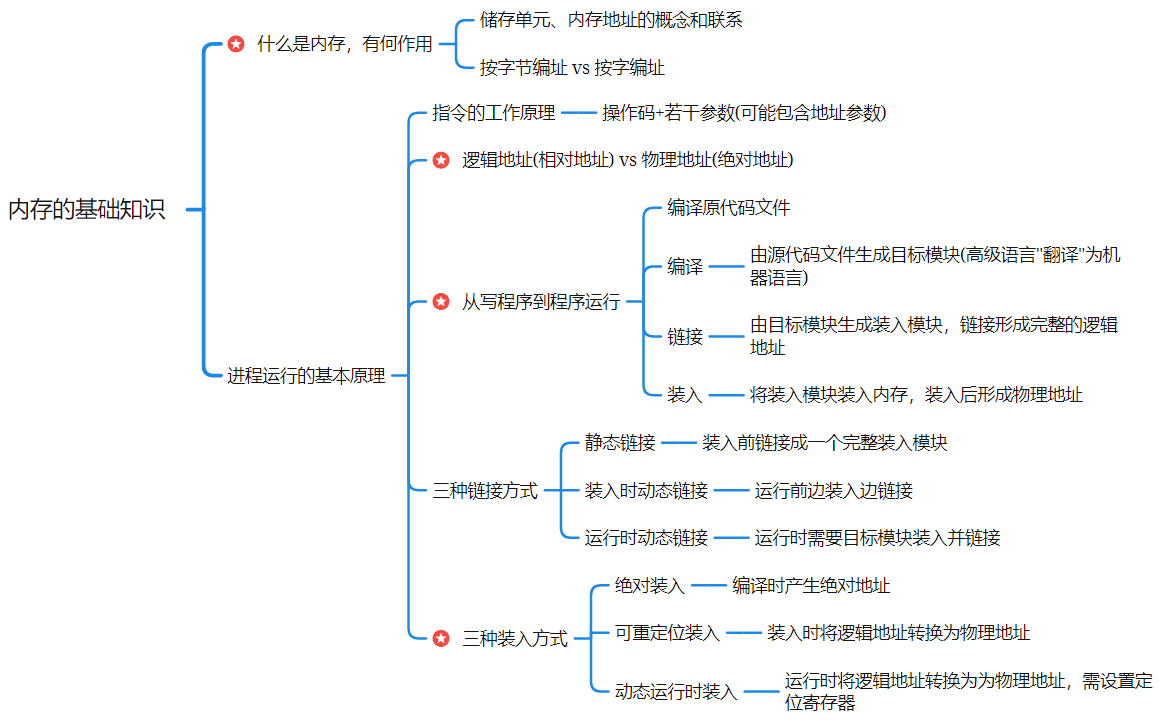 内存的基础知识
什么是内存，有何作用
储存单元、内存地址的概念和联系
按字节编址 vs 按字编址
进程运行的基本原理
指令的工作原理
操作码+若干参数(可能包含地址参数)
逻辑地址(相对地址) vs 物理地址(绝对地址)
从写程序到程序运行
编译原代码文件
编译
由源代码文件生成目标模块(高级语言"翻译"为机
器语言)
链接
由目标模块生成装入模块，链接形成完整的逻辑
地址
装入
将装入模块装入内存，装入后形成物理地址
三种链接方式
静态链接
装入前链接成一个完整装入模块
装入时动态链接
运行前边装入边链接
运行时动态链接
运行时需要目标模块装入并链接
三种装入方式
绝对装入
编译时产生绝对地址
可重定位装入
装入时将逻辑地址转换为物理地址
动态运行时装入
运行时将逻辑地址转换为为物理地址，需设置定
位寄存器